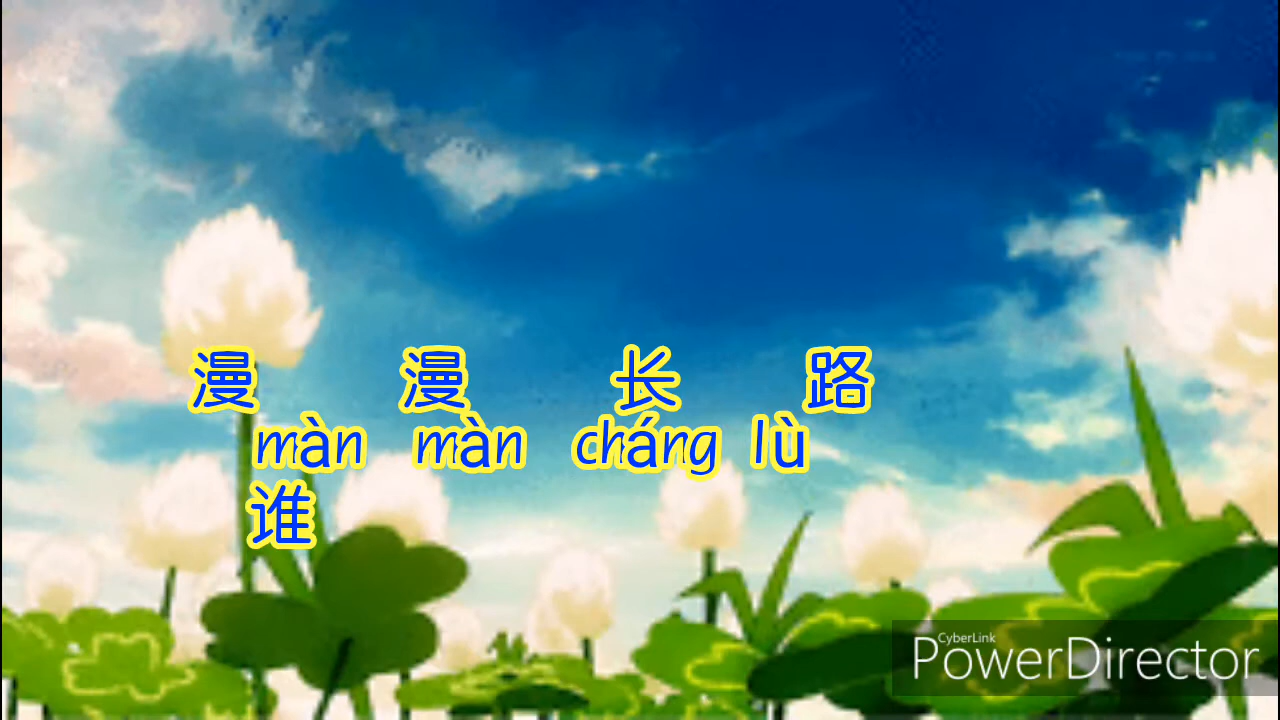 漫 漫 长 路
màn màn cháng lù
谁
CyberLink
PowerDirector